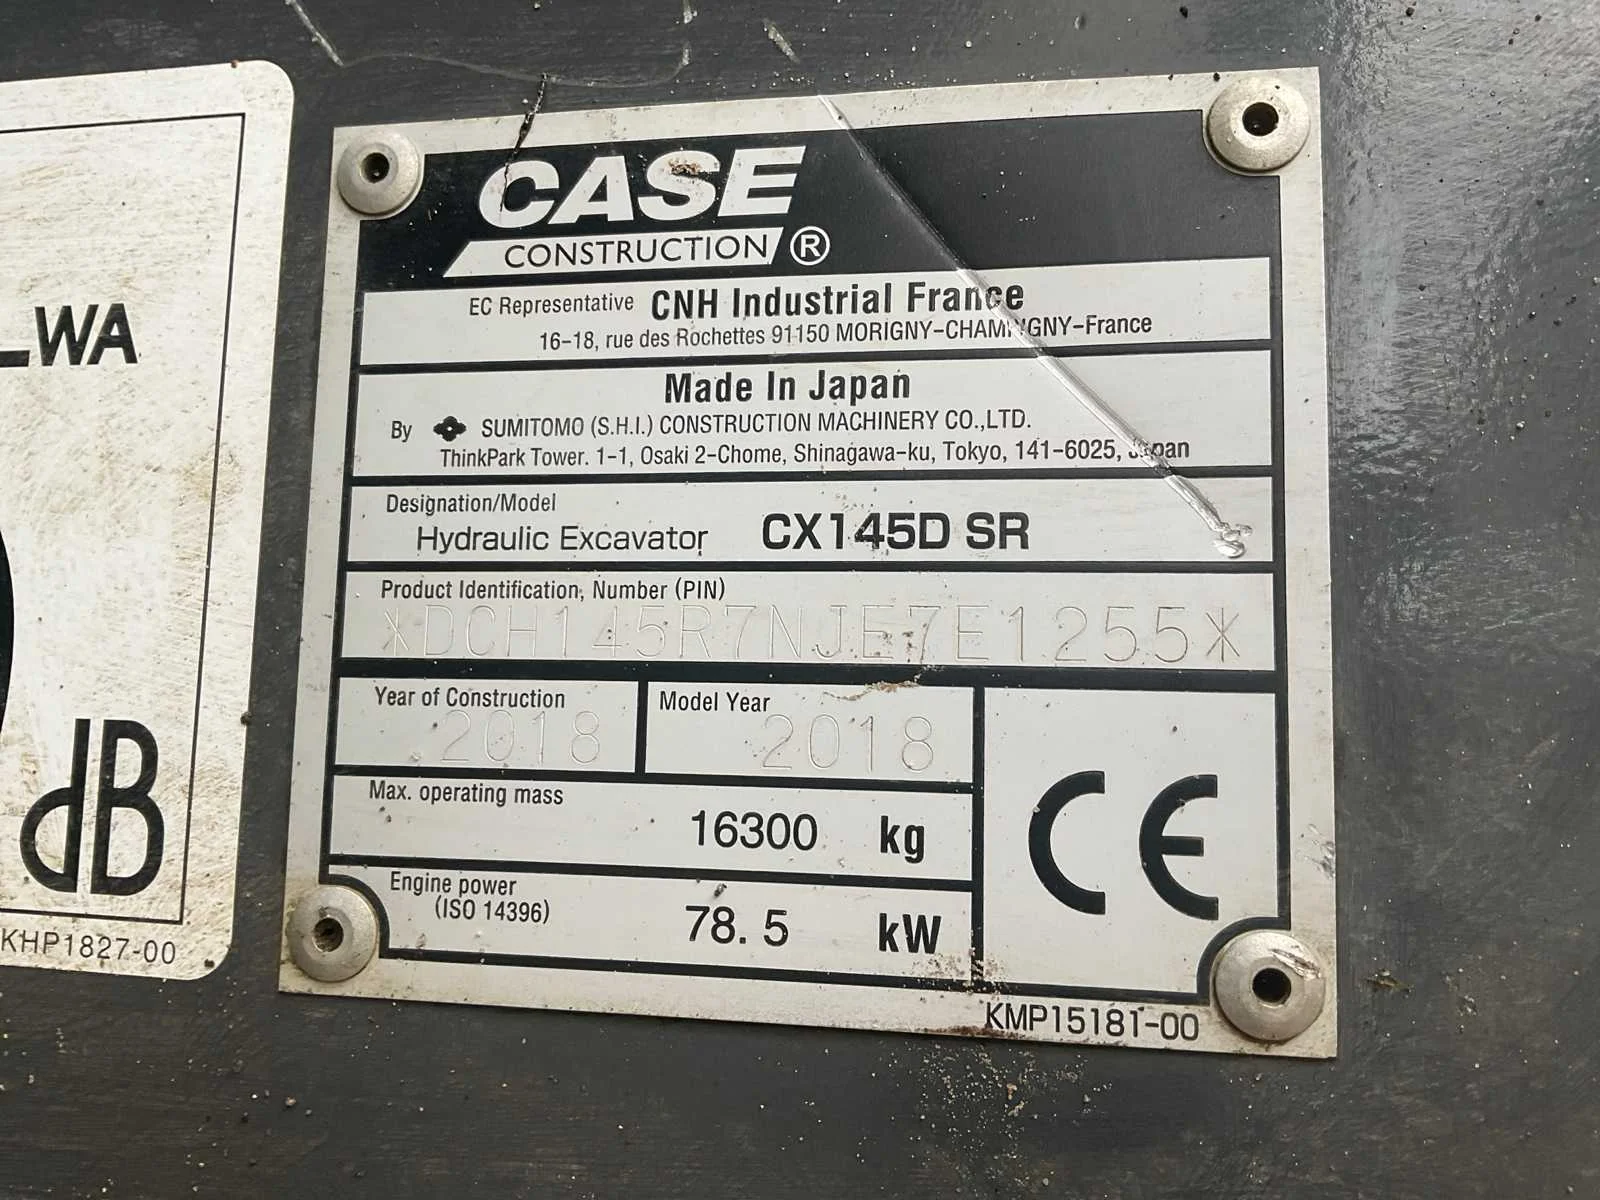 LWA
dB
KHP1827-00
CASE
CONSTRUCTION ®
EC Representative CNH Industrial France
16-18, rue des Rochettes 91150 MORIGNY-CHAMPIGNY-France
Made In Japan
By SUMITOMO (S.H.I.) CONSTRUCTION MACHINERY CO.,LTD.
ThinkPark Tower. 1-1, Osaki 2-Chome, Shinagawa-ku, Tokyo, 141-6025, Japan
Designation/Model
Hydraulic Excavator CX145D SR
Product Identification, Number (PIN)
*DCH145R7NJE7E1255*
Year of Construction
2018
Model Year
2018
Max. operating mass
16300 kg
Engine power
(ISO 14396)
78.5 kW
CE
KMP15181-00